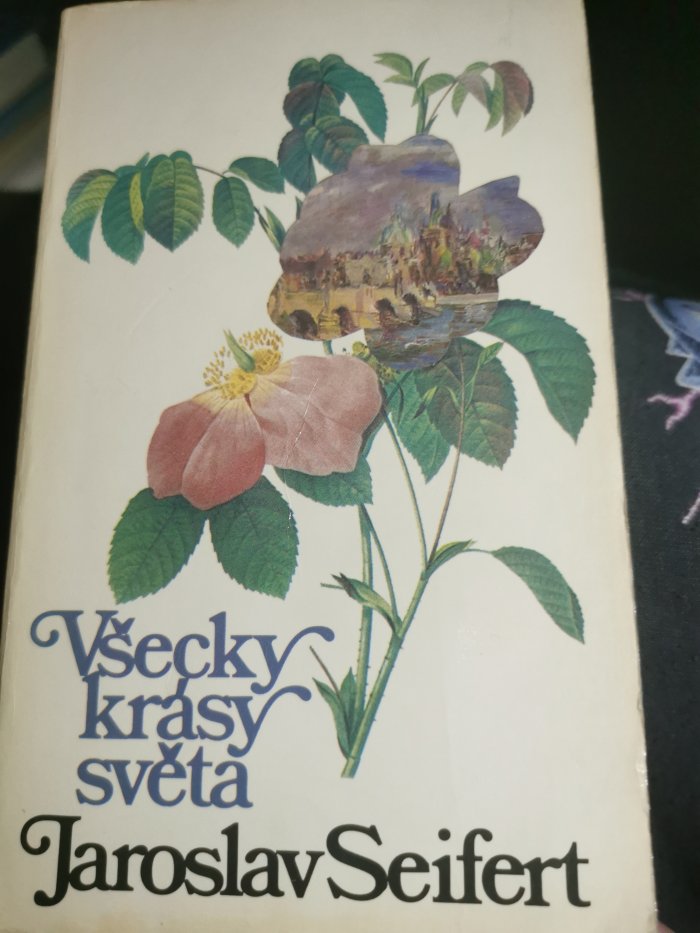 Všecky
krásy
světa
Jaroslav Seifert